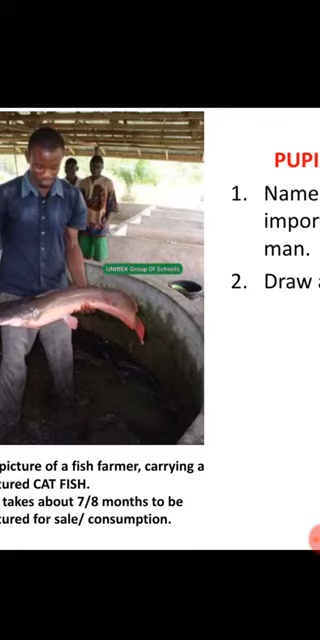 UNIBEK Group Of Schools
picture of a fish farmer, carrying a
tured CAT FISH.
takes about 7/8 months to be
tured for sale/ consumption.
PUPI
1. Name
impor
man.
2. Draw a